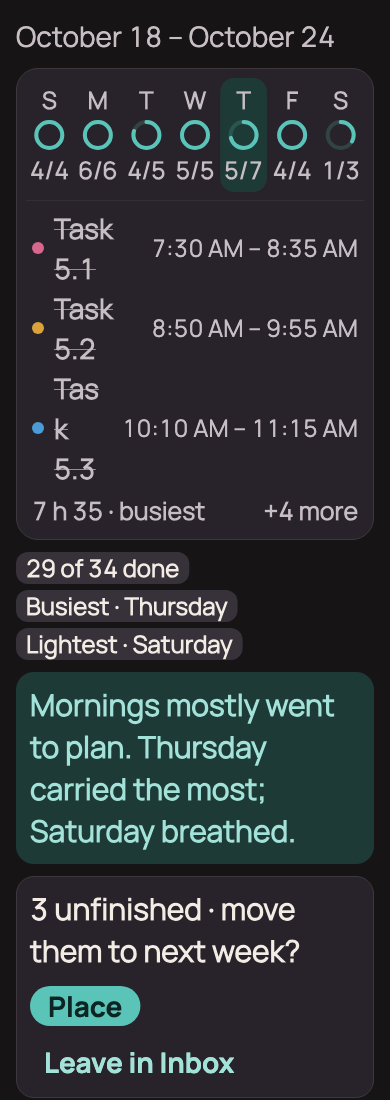 October 18 – October 24
S M T W T F S
4/4 6/6 4/5 5/5 5/7 4/4 1/3
Task
5.1
7:30 AM – 8:35 AM
Task
5.2
8:50 AM – 9:55 AM
Tas
k
5.3
10:10 AM – 11:15 AM
7 h 35 · busiest
+4 more
29 of 34 done
Busiest · Thursday
Lightest · Saturday
Mornings mostly went
to plan. Thursday
carried the most;
Saturday breathed.
3 unfinished · move
them to next week?
Place
Leave in Inbox